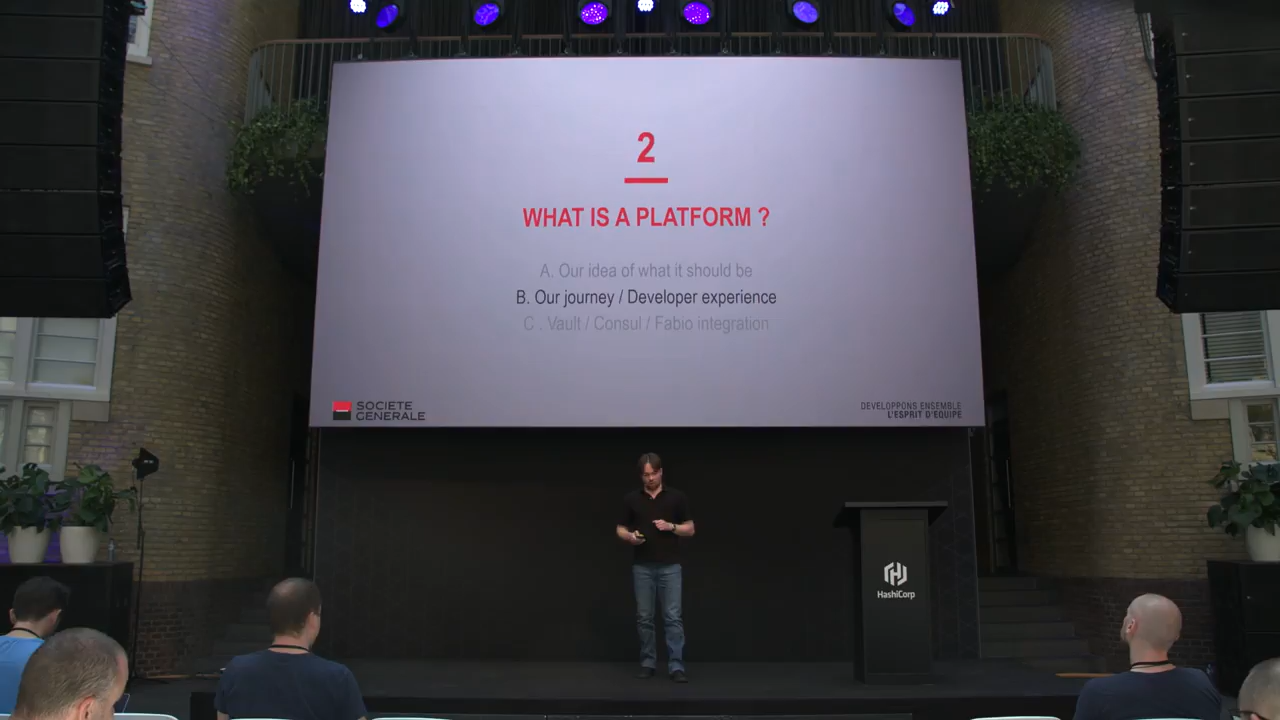 2
WHAT IS A PLATFORM ?
A. Our idea of what it should be
B. Our journey / Developer experience
C . Vault / Consul / Fabio integration
SOCIETE
GENERALE
DEVELOPPONS ENSEMBLE
L'ESPRIT D'EQUIPE
HashiCorp